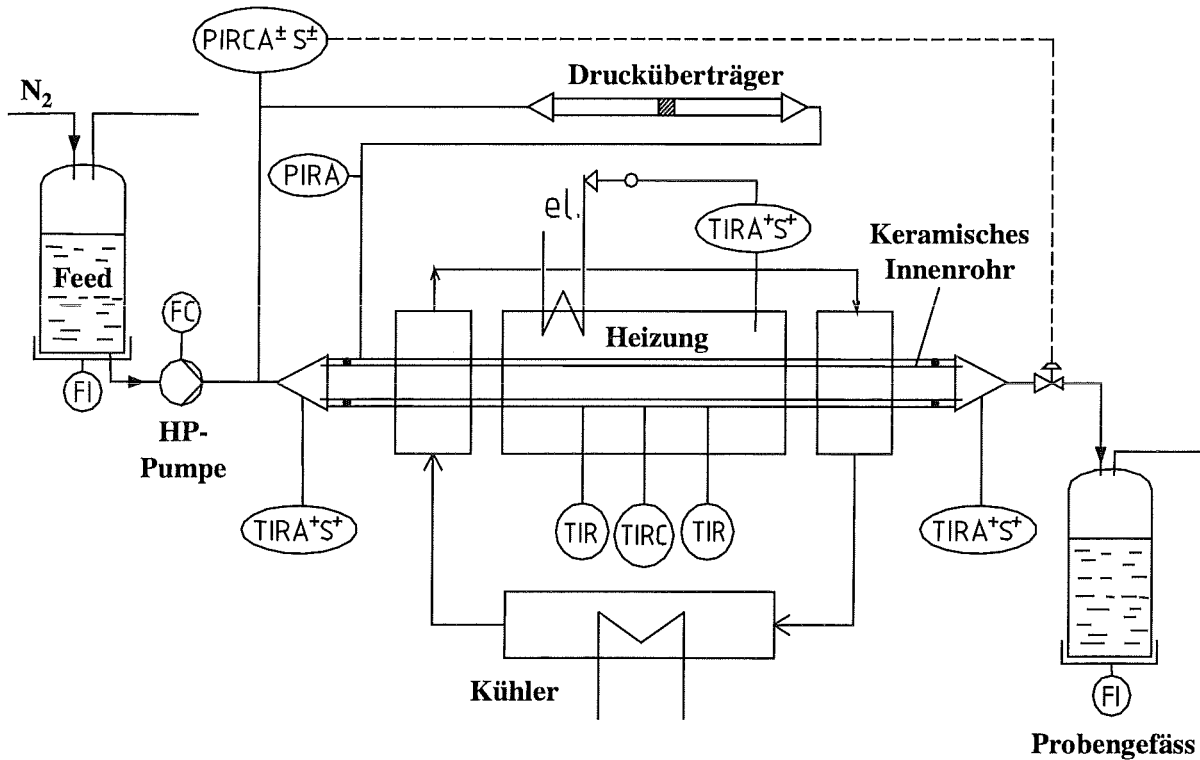 PIRCA± S±
Drucküberträger
N2
PIRA
el.
TIRA+S+
Keramisches
Innenrohr
Feed
FC
Heizung
FI
HP-
Pumpe
TIRA+S+
TIR
TIRC
TIR
TIRA+S+
Kühler
FI
Probengefäss